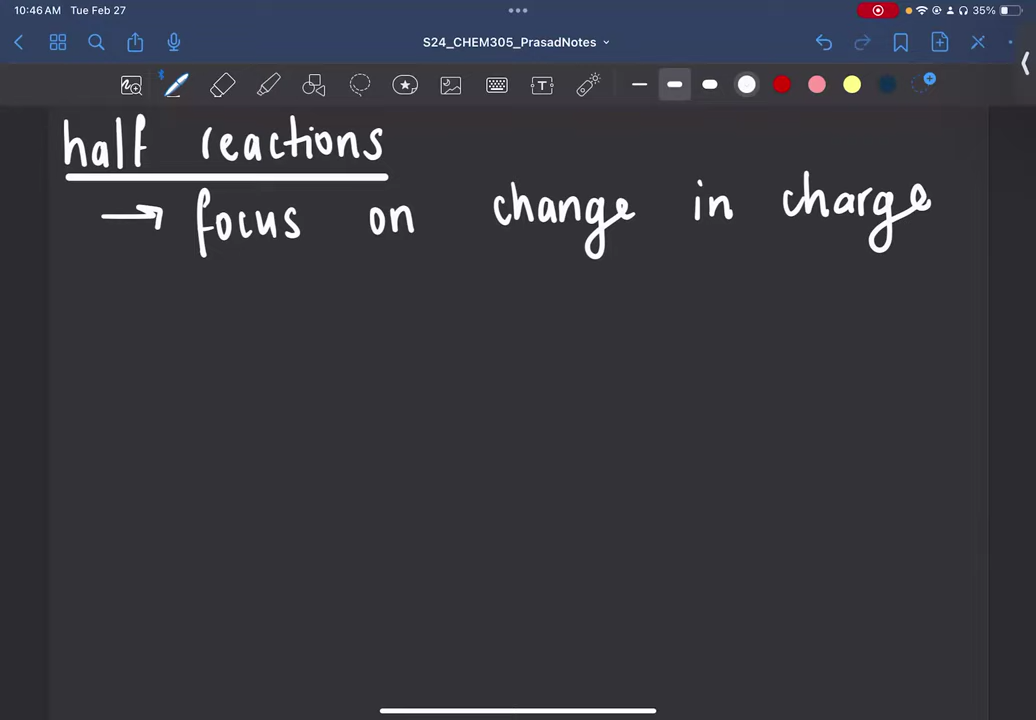 10:46 AM Tue Feb 27
35%
S24_CHEM305_PrasadNotes
half reactions
→ focus on change in charge